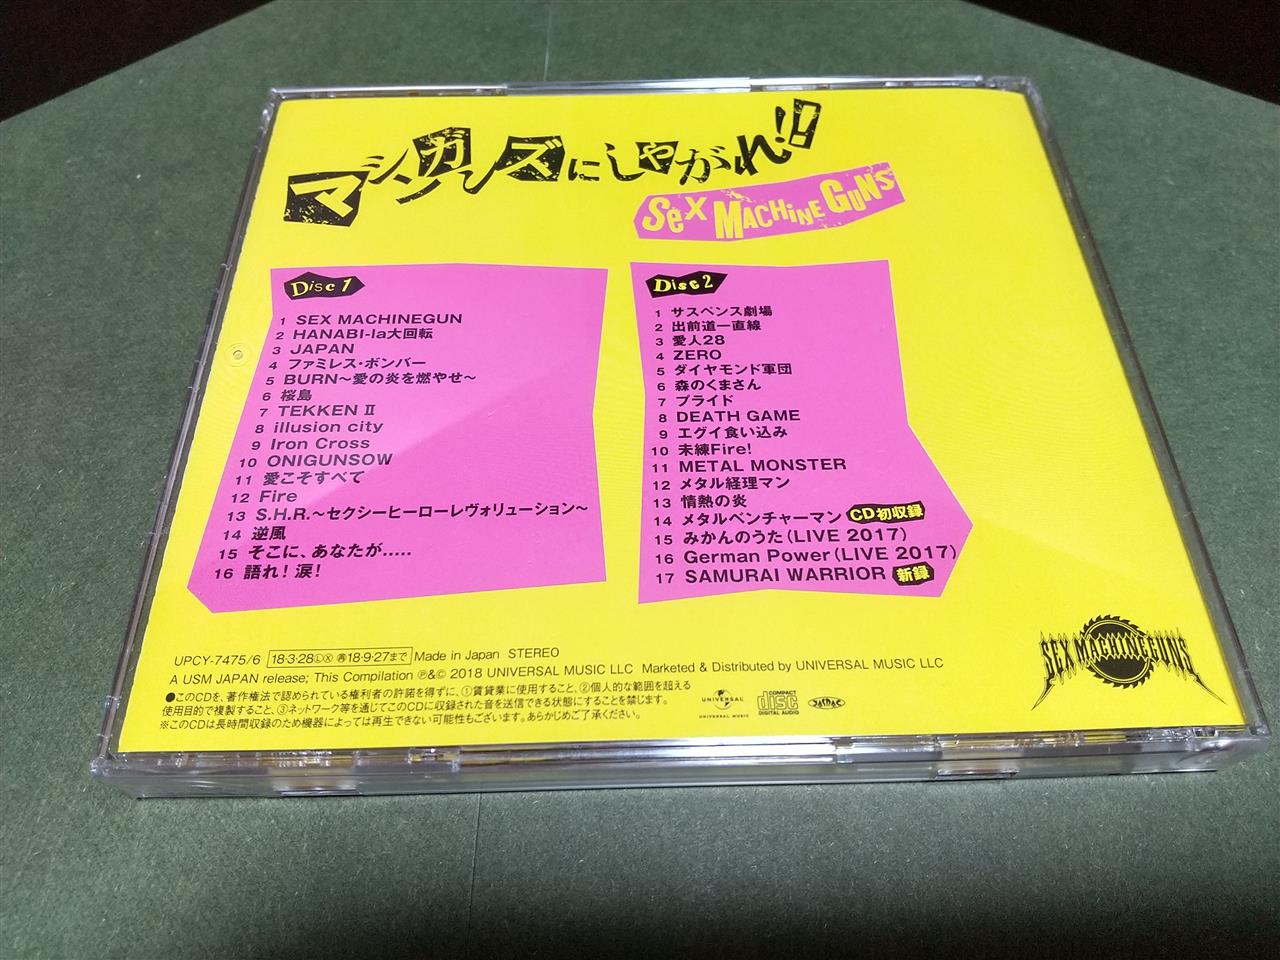 マシンガンズにしやがれ!!
SEX MACHINEGUNS
Disc 1
1 SEX MACHINEGUN
2 HANABI-la大回転
3 JAPAN
4 ファミレス・ボンバー
5 BURN〜愛の炎を燃やせ〜
6 桜島
7 TEKKEN II
8 illusion city
9 Iron Cross
10 ONIGUNSOW
11 愛こそすべて
12 Fire
13 S.H.R.〜セクシーヒーローレヴォリューション〜
14 逆風
15 そこに、あなたが.....
16 語れ!涙!
Disc 2
1 サスペンス劇場
2 出前道一直線
3 愛人28
4 ZERO
5 ダイヤモンド軍団
6 森のくまさん
7 プライド
8 DEATH GAME
9 エグイ食い込み
10 未練Fire!
11 METAL MONSTER
12 メタル経理マン
13 情熱の炎
14 メタルベンチャーマン CD初収録
15 みかんのうた(LIVE 2017)
16 German Power(LIVE 2017)
17 SAMURAI WARRIOR 新録
SEX MACHINEGUNS
UPCY-7475/6 18・3・28ⓁⓍ ㊝18・9・27まで Made in Japan STEREO
A USM JAPAN release; This Compilation ℗&© 2018 UNIVERSAL MUSIC LLC Marketed & Distributed by UNIVERSAL MUSIC LLC
●このCDを、著作権法で認められている権利者の許諾を得ずに、①賃貸業に使用すること、②個人的な範囲を超える
使用目的で複製すること、③ネットワーク等を通じてこのCDに収録された音を送信できる状態にすることを禁じます。
※このCDは長時間収録のため機器によっては再生できない可能性もございます。あらかじめご了承ください。
UNIVERSAL
UNIVERSAL MUSIC
COMPACT
disc
DIGITAL AUDIO
JASRAC